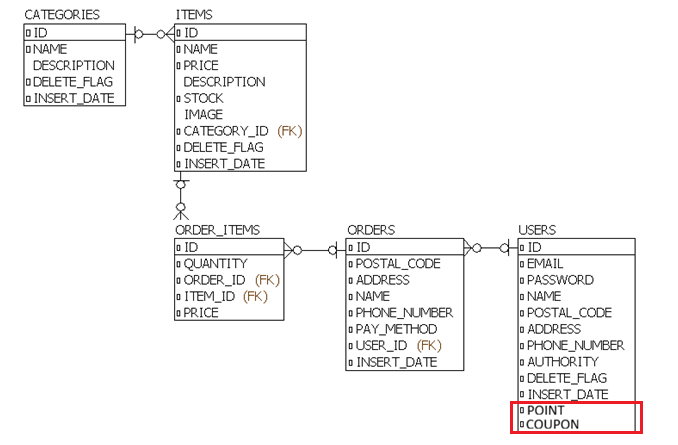 CATEGORIES
ID
NAME
DESCRIPTION
DELETE_FLAG
INSERT_DATE
ITEMS
ID
NAME
PRICE
DESCRIPTION
STOCK
IMAGE
CATEGORY_ID (FK)
DELETE_FLAG
INSERT_DATE
ORDER_ITEMS
ID
QUANTITY
ORDER_ID (FK)
ITEM_ID (FK)
PRICE
ORDERS
ID
POSTAL_CODE
ADDRESS
NAME
PHONE_NUMBER
PAY_METHOD
USER_ID (FK)
INSERT_DATE
USERS
ID
EMAIL
PASSWORD
NAME
POSTAL_CODE
ADDRESS
PHONE_NUMBER
AUTHORITY
DELETE_FLAG
INSERT_DATE
POINT
COUPON